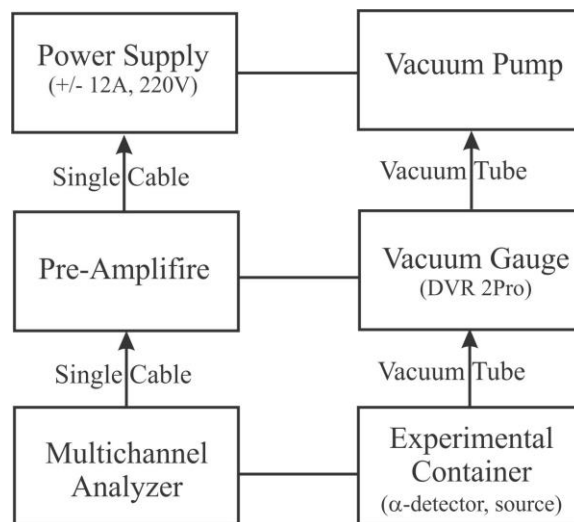 Power Supply
(+/- 12A, 220V)
Vacuum Pump
Single Cable
Vacuum Tube
Pre-Amplifire
Vacuum Gauge
(DVR 2Pro)
Single Cable
Vacuum Tube
Multichannel
Analyzer
Experimental
Container
(α-detector, source)